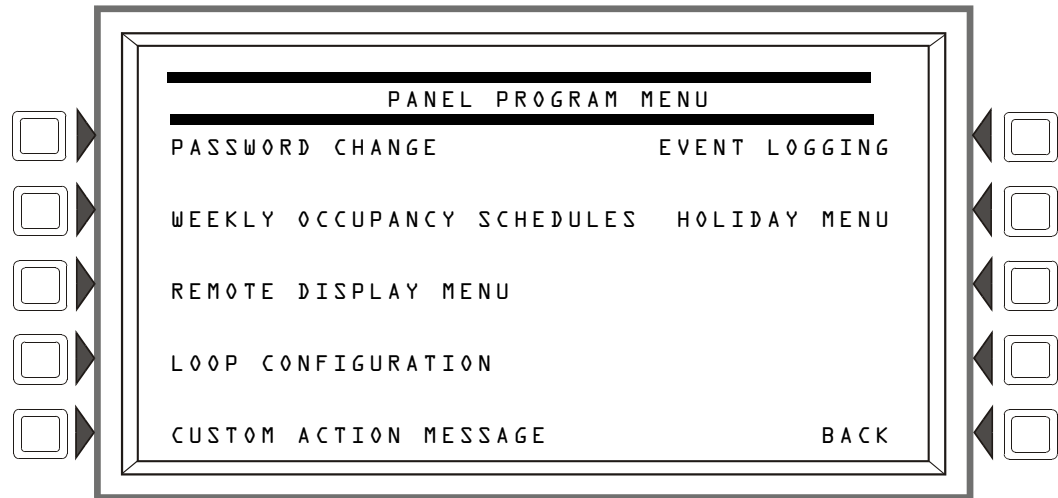 PANEL PROGRAM MENU
PASSWORD CHANGE EVENT LOGGING
WEEKLY OCCUPANCY SCHEDULES HOLIDAY MENU
REMOTE DISPLAY MENU
LOOP CONFIGURATION
CUSTOM ACTION MESSAGE BACK